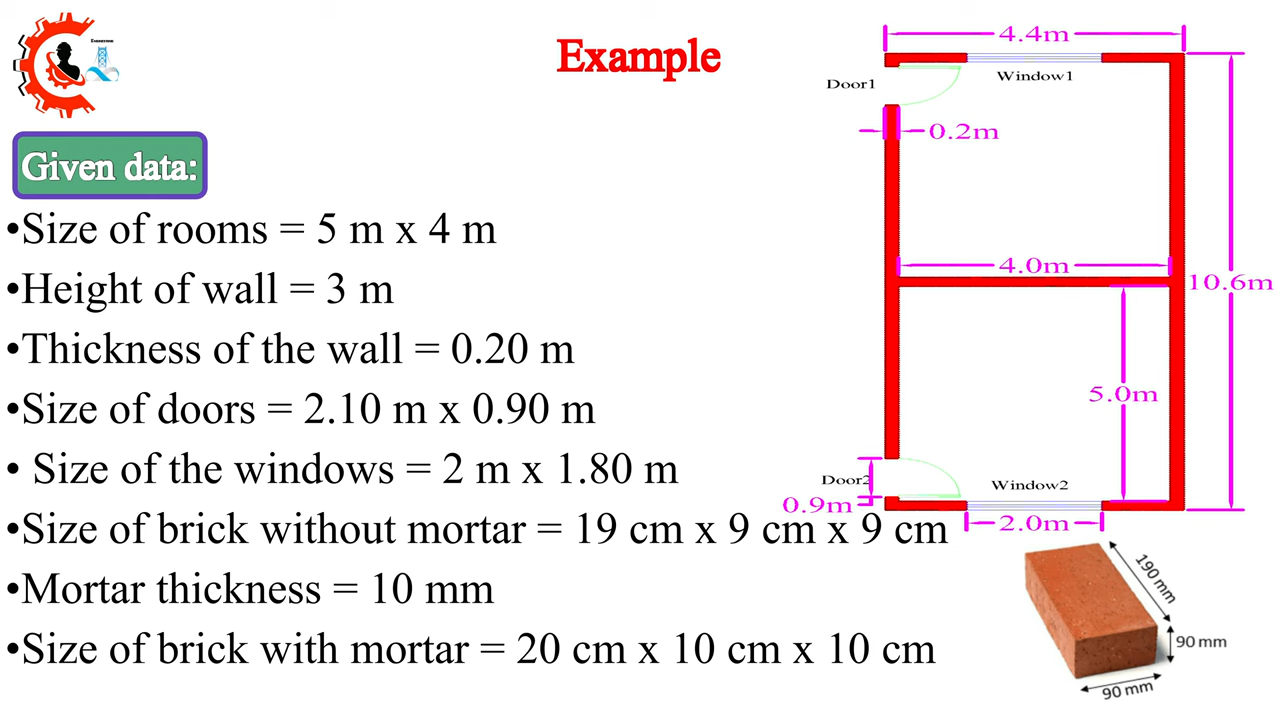 ENGINEERING
Example
Given data:
•Size of rooms = 5 m x 4 m
•Height of wall = 3 m
•Thickness of the wall = 0.20 m
•Size of doors = 2.10 m x 0.90 m
• Size of the windows = 2 m x 1.80 m
•Size of brick without mortar = 19 cm x 9 cm x 9 cm
•Mortar thickness = 10 mm
•Size of brick with mortar = 20 cm x 10 cm x 10 cm
4.4m
Window1
Door1
0.2m
4.0m
10.6m
5.0m
Door2
Window2
0.9m
2.0m
190 mm
90 mm
90 mm